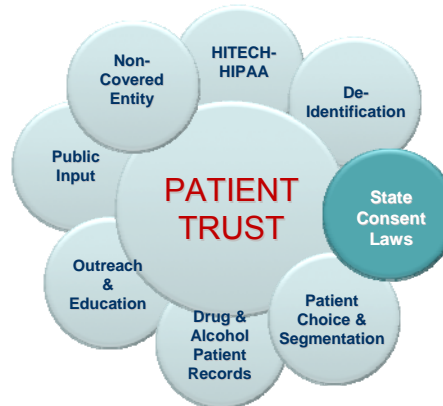 HITECH-
HIPAA
Non-
Covered
Entity
De-
Identification
Public
Input
PATIENT
TRUST
State
Consent
Laws
Outreach
&
Education
Patient
Choice &
Segmentation
Drug &
Alcohol
Patient
Records